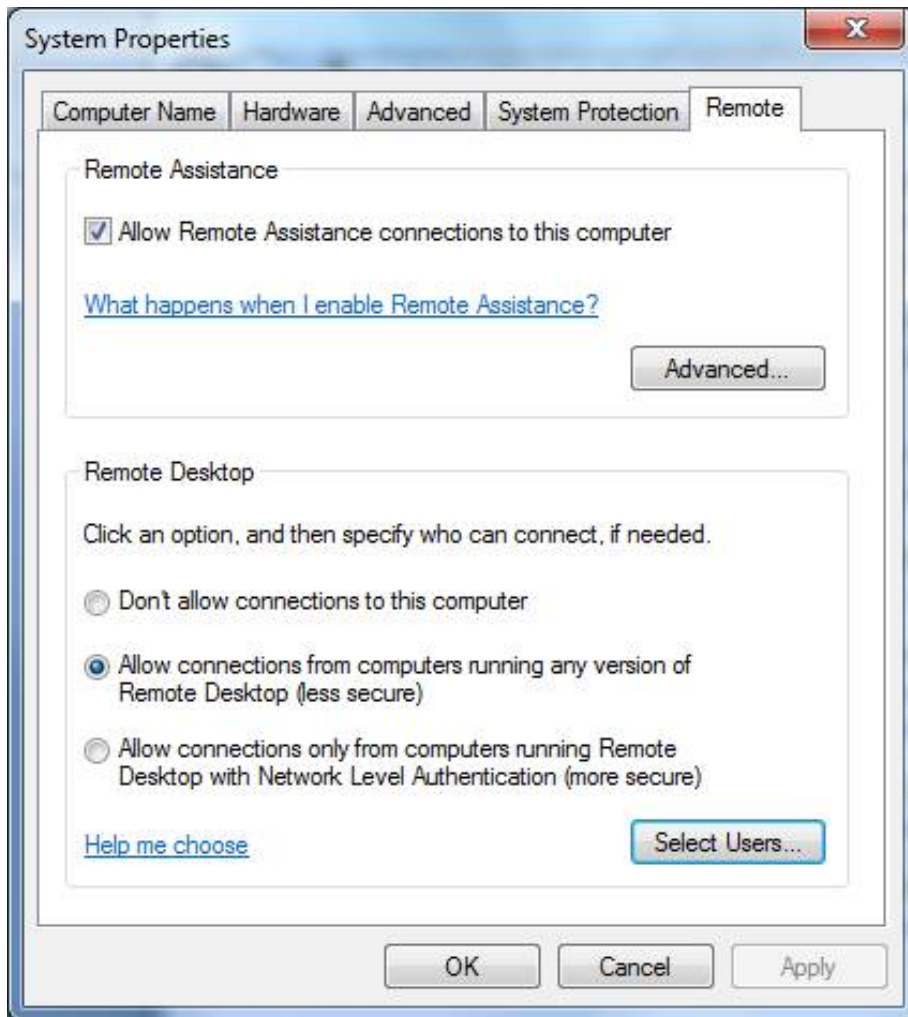 System Properties
Computer Name Hardware Advanced System Protection Remote
Remote Assistance
Allow Remote Assistance connections to this computer
What happens when I enable Remote Assistance?
Advanced...
Remote Desktop
Click an option, and then specify who can connect, if needed.
Don't allow connections to this computer
Allow connections from computers running any version of
Remote Desktop (less secure)
Allow connections only from computers running Remote
Desktop with Network Level Authentication (more secure)
Help me choose
Select Users...
OK Cancel Apply